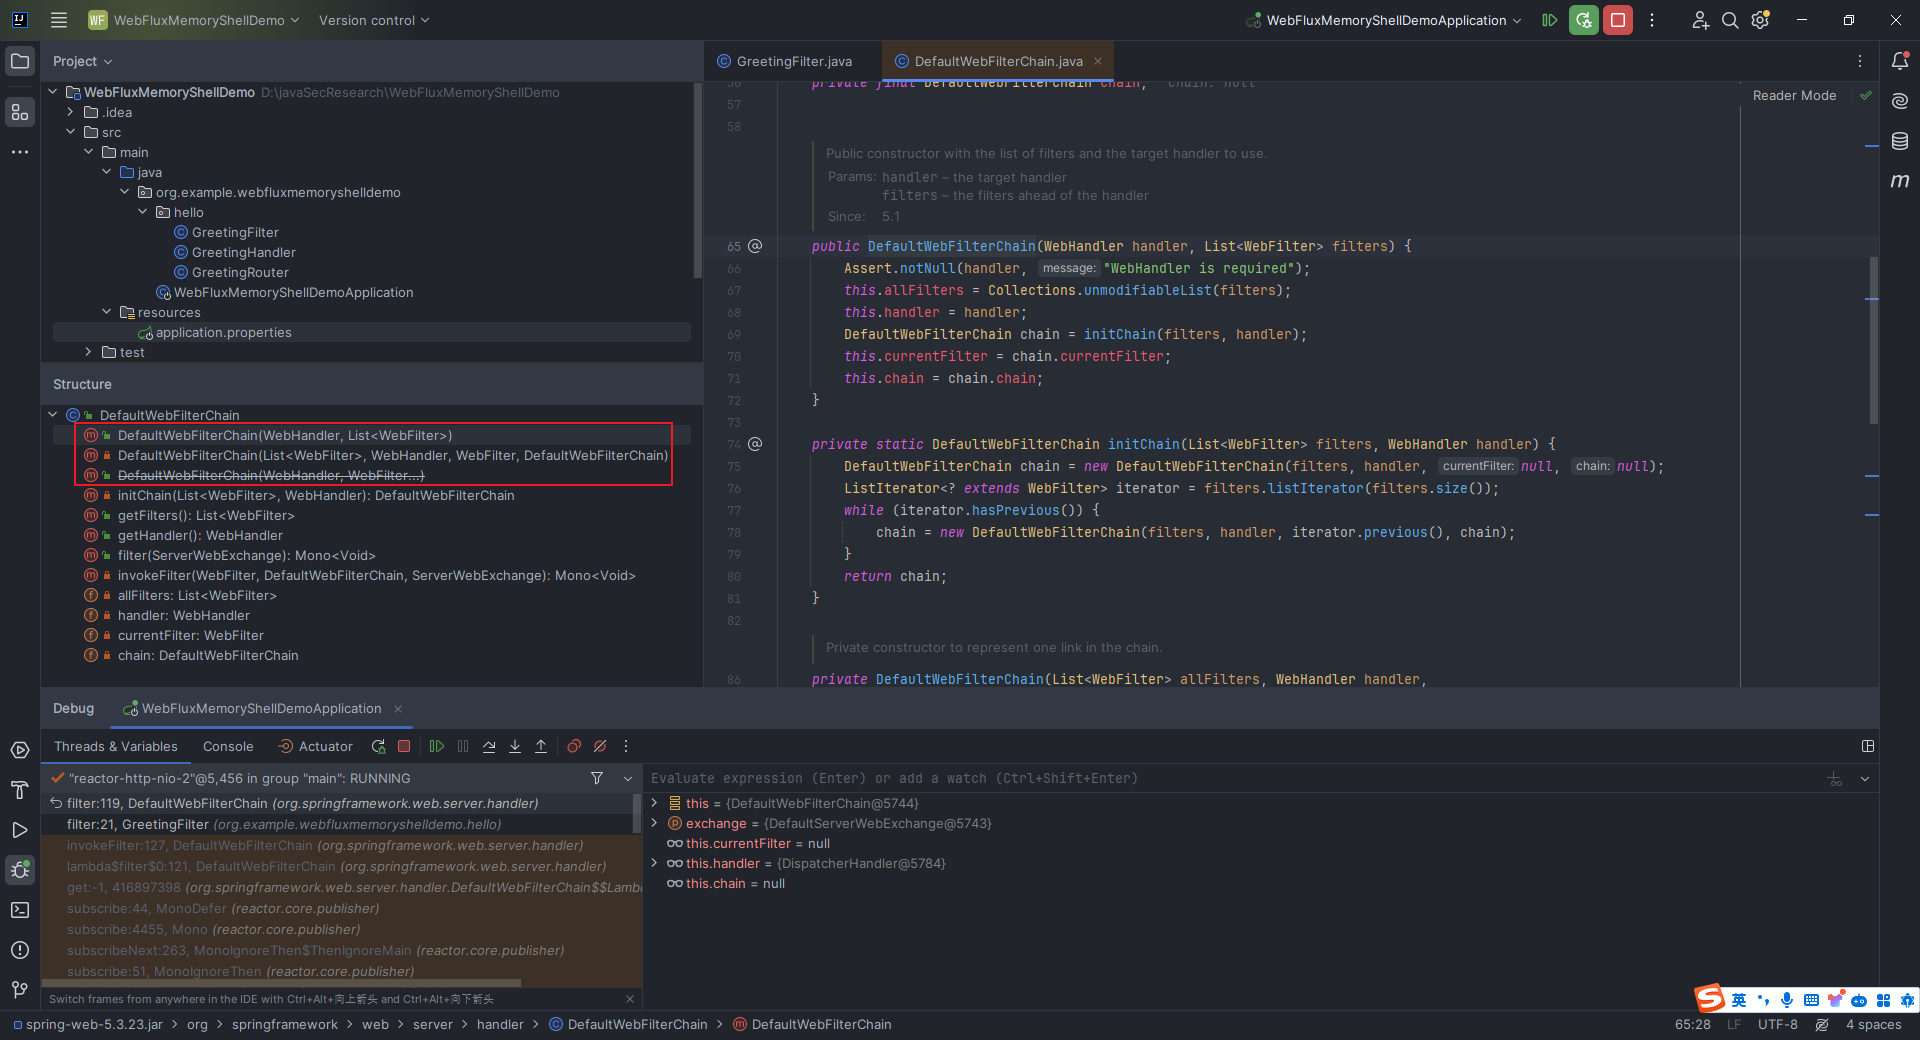 WF WebFluxMemoryShellDemo Version control WebFluxMemoryShellDemoApplication
Project
WebFluxMemoryShellDemo D:\javaSecResearch\WebFluxMemoryShellDemo
.idea
src
main
java
org.example.webfluxmemoryshelldemo
hello
GreetingFilter
GreetingHandler
GreetingRouter
WebFluxMemoryShellDemoApplication
resources
application.properties
test
Structure
DefaultWebFilterChain
DefaultWebFilterChain(WebHandler, List<WebFilter>)
DefaultWebFilterChain(List<WebFilter>, WebHandler, WebFilter, DefaultWebFilterChain)
DefaultWebFilterChain(WebHandler, WebFilter...)
initChain(List<WebFilter>, WebHandler): DefaultWebFilterChain
getFilters(): List<WebFilter>
getHandler(): WebHandler
filter(ServerWebExchange): Mono<Void>
invokeFilter(WebFilter, DefaultWebFilterChain, ServerWebExchange): Mono<Void>
allFilters: List<WebFilter>
handler: WebHandler
currentFilter: WebFilter
chain: DefaultWebFilterChain
GreetingFilter.java DefaultWebFilterChain.java
Reader Mode
56 private final DefaultWebFilterChain chain; chain: null
57
58
Public constructor with the list of filters and the target handler to use.
Params: handler – the target handler
filters – the filters ahead of the handler
Since: 5.1
65 public DefaultWebFilterChain(WebHandler handler, List<WebFilter> filters) {
66 Assert.notNull(handler, message: "WebHandler is required");
67 this.allFilters = Collections.unmodifiableList(filters);
68 this.handler = handler;
69 DefaultWebFilterChain chain = initChain(filters, handler);
70 this.currentFilter = chain.currentFilter;
71 this.chain = chain.chain;
72 }
73
74 private static DefaultWebFilterChain initChain(List<WebFilter> filters, WebHandler handler) {
75 DefaultWebFilterChain chain = new DefaultWebFilterChain(filters, handler, currentFilter: null, chain: null);
76 ListIterator<? extends WebFilter> iterator = filters.listIterator(filters.size());
77 while (iterator.hasPrevious()) {
78 chain = new DefaultWebFilterChain(filters, handler, iterator.previous(), chain);
79 }
80 return chain;
81 }
82
Private constructor to represent one link in the chain.
86 private DefaultWebFilterChain(List<WebFilter> allFilters, WebHandler handler,
Debug WebFluxMemoryShellDemoApplication
Threads & Variables Console Actuator
"reactor-http-nio-2"@5,456 in group "main": RUNNING
filter:119, DefaultWebFilterChain (org.springframework.web.server.handler)
filter:21, GreetingFilter (org.example.webfluxmemoryshelldemo.hello)
invokeFilter:127, DefaultWebFilterChain (org.springframework.web.server.handler)
lambda$filter$0:121, DefaultWebFilterChain (org.springframework.web.server.handler)
get:-1, 416897398 (org.springframework.web.server.handler.DefaultWebFilterChain$$Lamb
subscribe:44, MonoDefer (reactor.core.publisher)
subscribe:4455, Mono (reactor.core.publisher)
subscribeNext:263, MonoIgnoreThen$ThenIgnoreMain (reactor.core.publisher)
subscribe:51, MonoIgnoreThen (reactor.core.publisher)
Switch frames from anywhere in the IDE with Ctrl+Alt+向上箭头 and Ctrl+Alt+向下箭头
Evaluate expression (Enter) or add a watch (Ctrl+Shift+Enter)
this = {DefaultWebFilterChain@5744}
exchange = {DefaultServerWebExchange@5743}
this.currentFilter = null
this.handler = {DispatcherHandler@5784}
this.chain = null
英
spring-web-5.3.23.jar org springframework web server handler DefaultWebFilterChain DefaultWebFilterChain
65:28 LF UTF-8 4 spaces